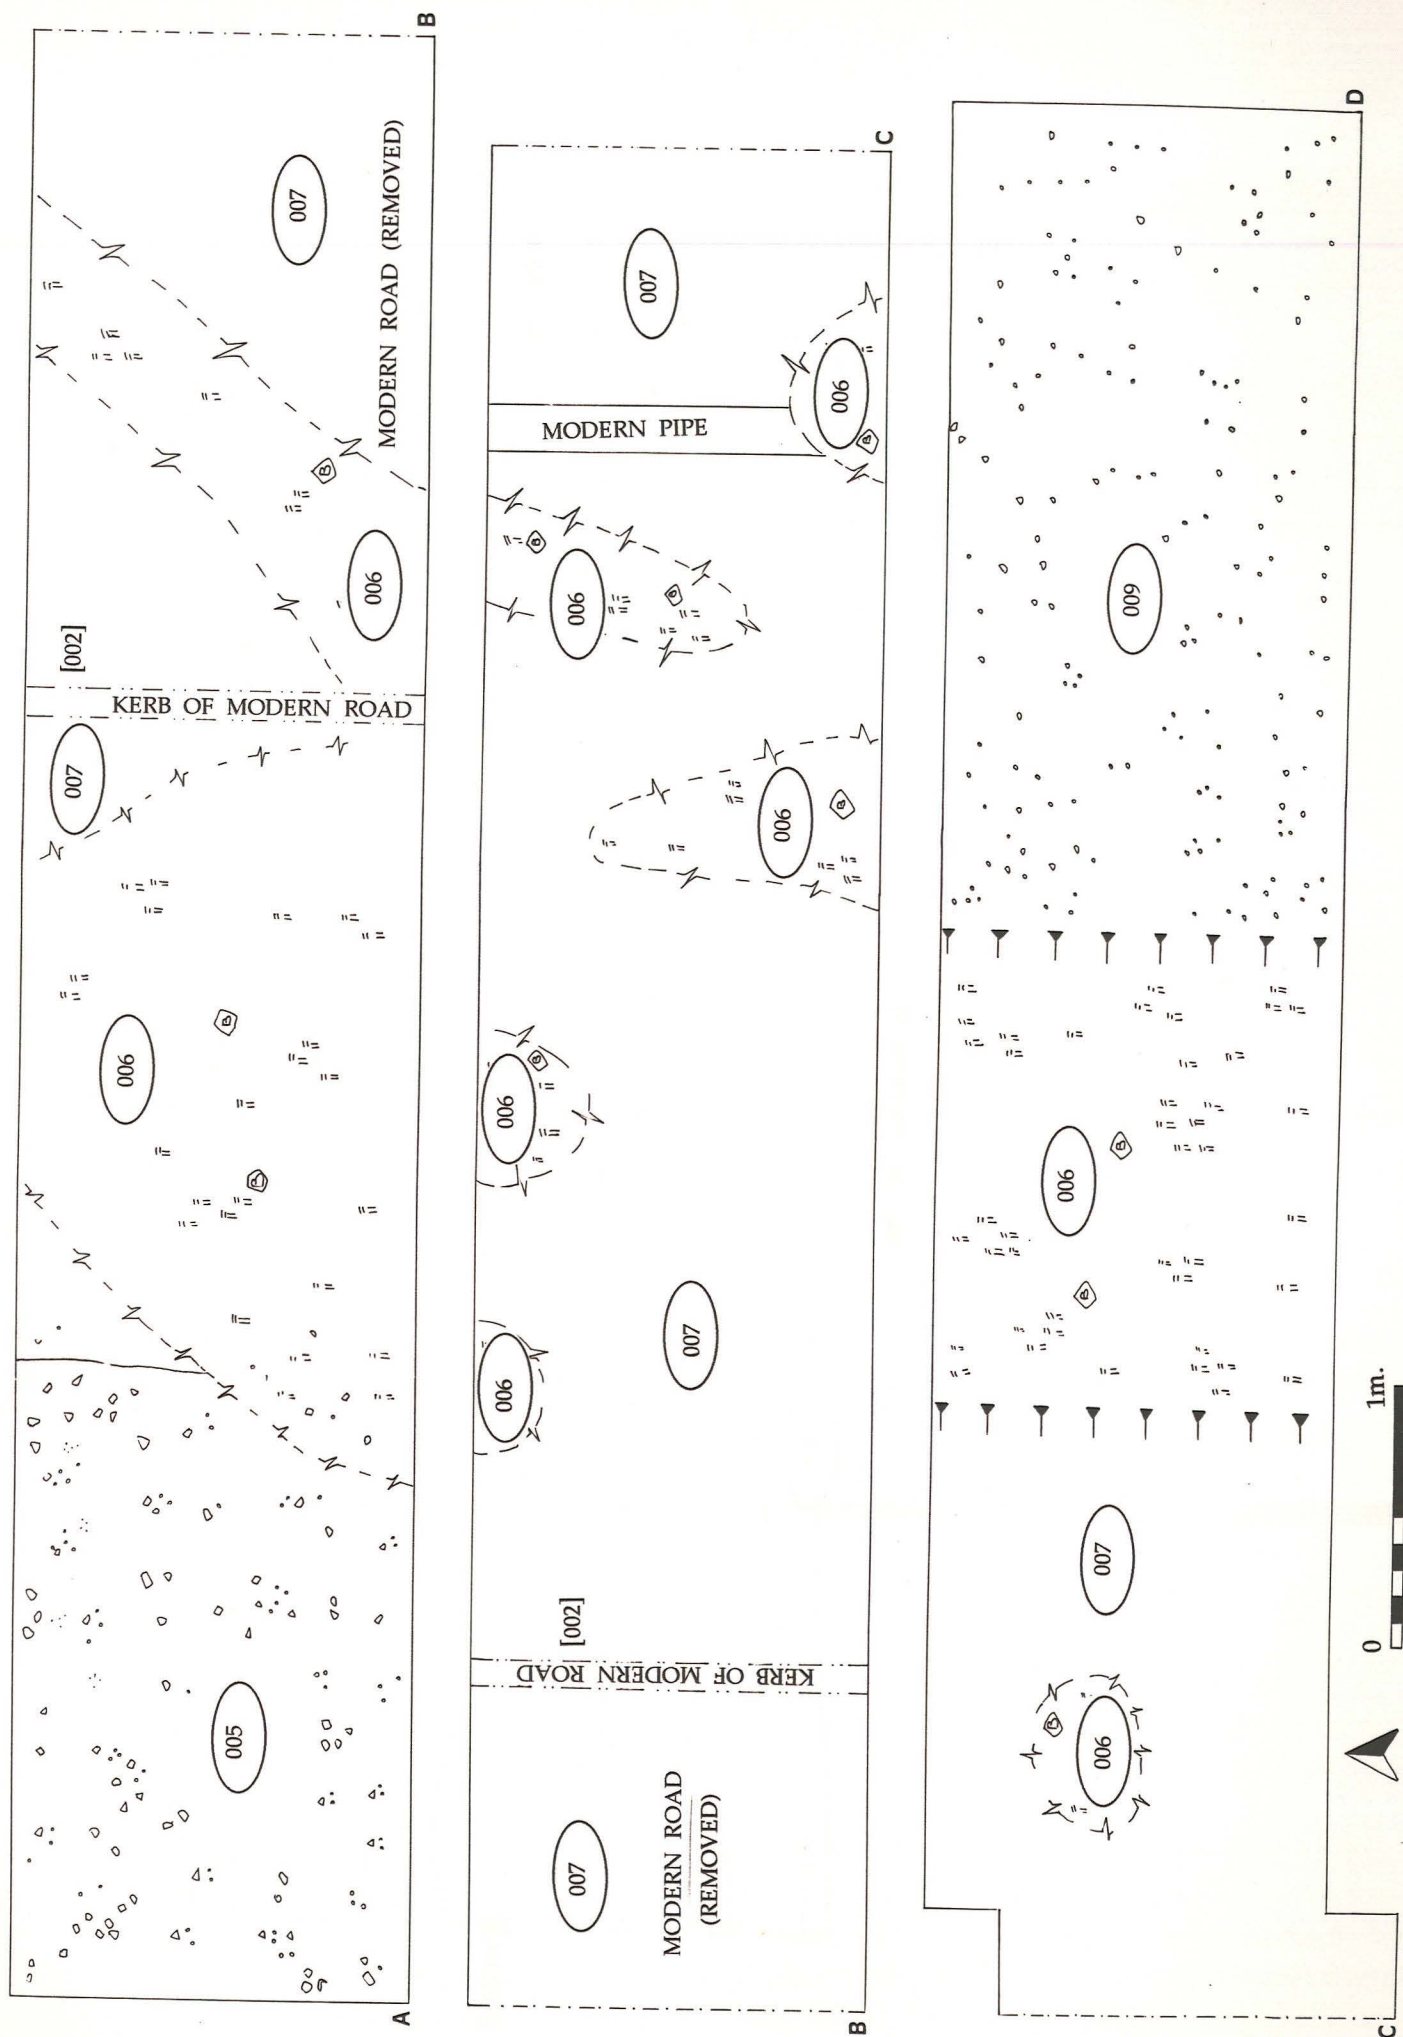 B
007
MODERN ROAD (REMOVED)
006
[002]
KERB OF MODERN ROAD
007
006
B
B
B
005
A
C
007
006
B
MODERN PIPE
006
B
B
006
B
006
B
006
007
[002]
KERB OF MODERN ROAD
007
MODERN ROAD
(REMOVED)
B
D
009
006
B
B
007
006
B
C
0
1m.